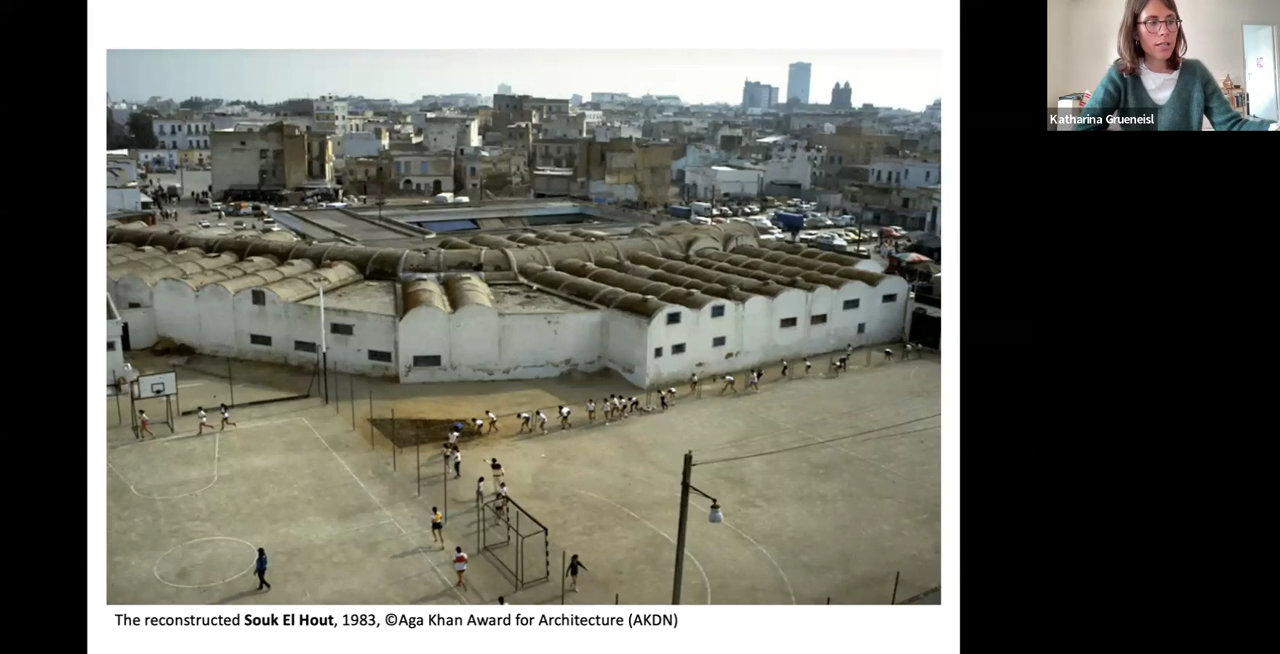 Katharina Grueneisl
The reconstructed Souk El Hout, 1983, ©Aga Khan Award for Architecture (AKDN)